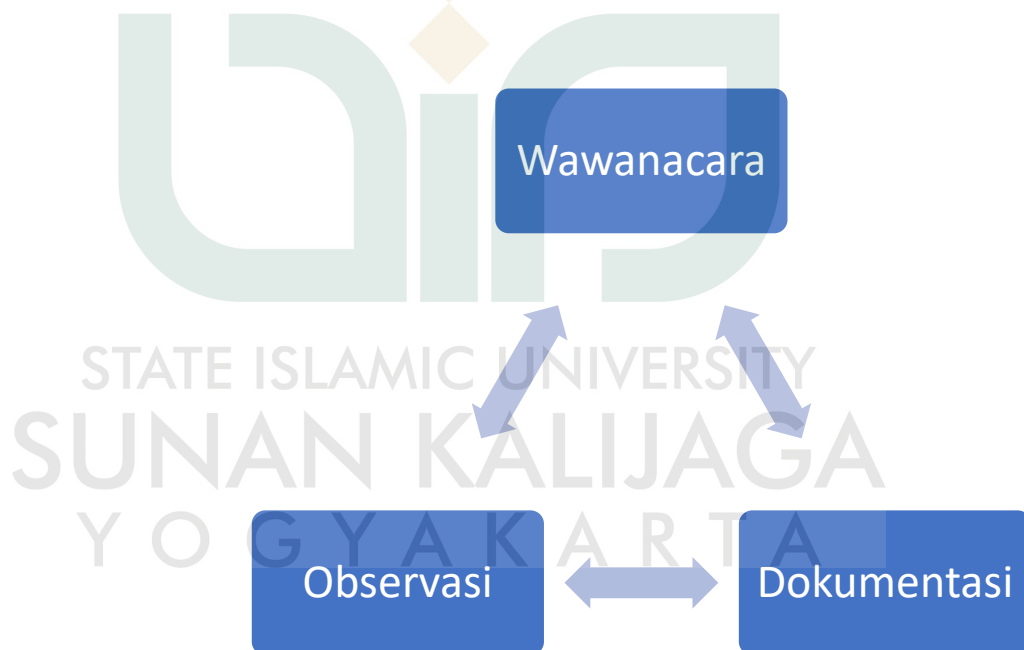 Wawanacara
STATE ISLAMIC UNIVERSITY
SUNAN KALIJAGA
YOGYAKARTA
Observasi
Dokumentasi